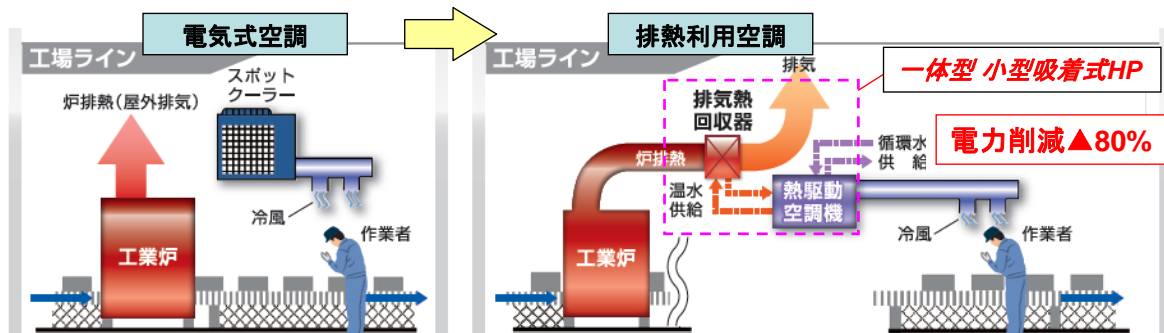 電気式空調
工場ライン
スポット
クーラー
炉排熱(屋外排気)
冷風
作業者
工業炉
排熱利用空調
工場ライン
排気
一体型 小型吸着式HP
排気熱
回収器
電力削減▲80%
循環水
供 給
炉排熱
温水
供給
熱駆動
空調機
冷風
作業者
工業炉